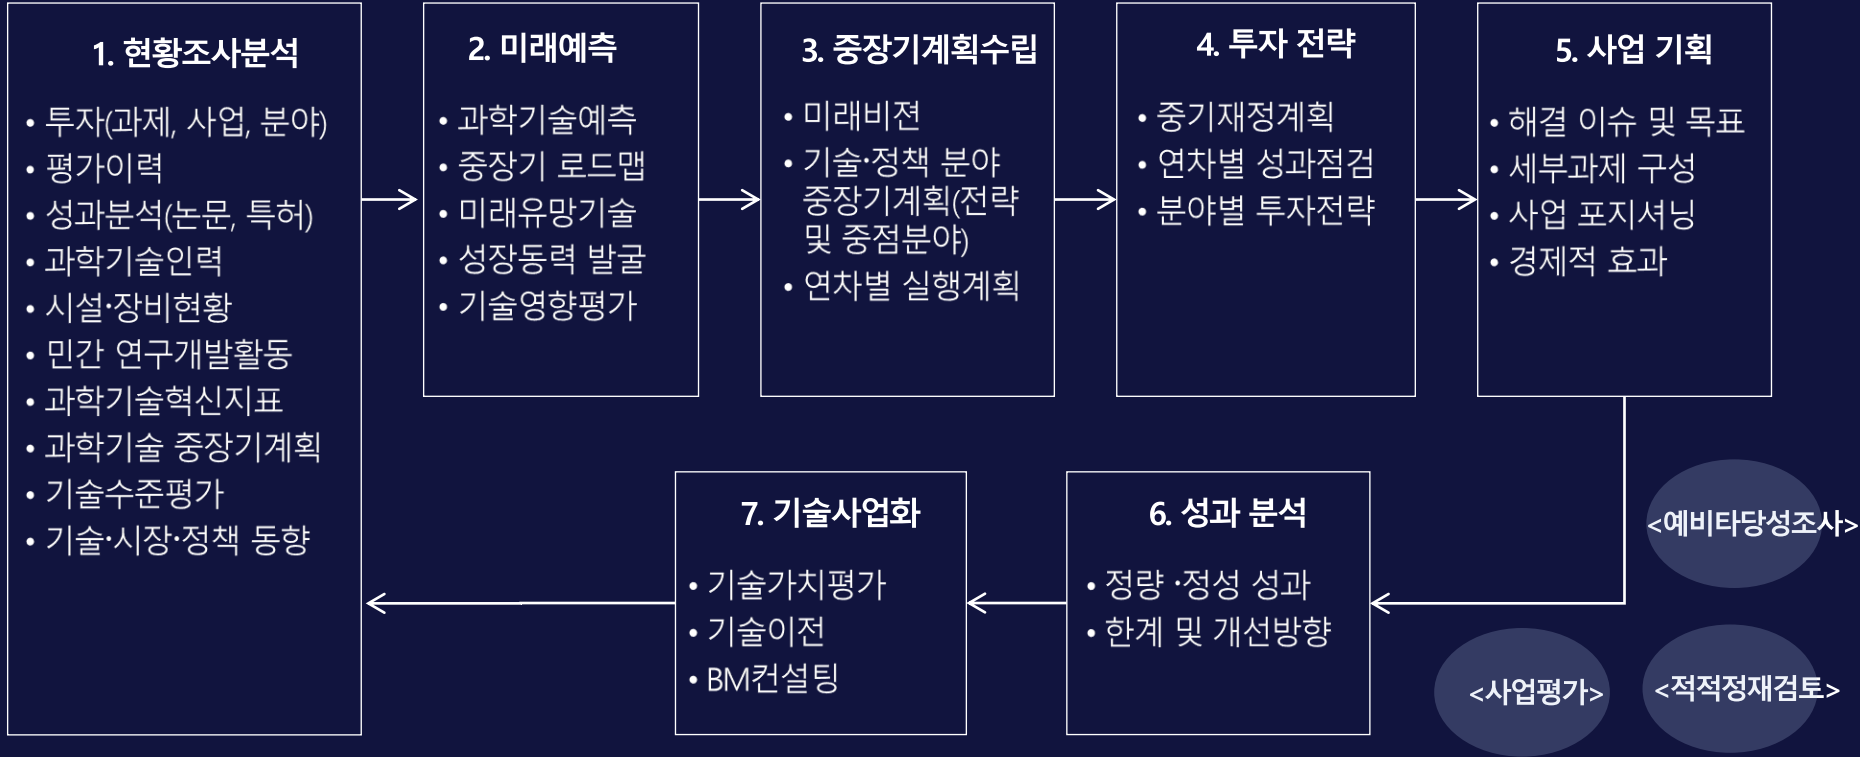 1. 현황조사분석
• 투자(과제, 사업, 분야)
• 평가이력
• 성과분석(논문, 특허)
• 과학기술인력
• 시설·장비현황
• 민간 연구개발활동
• 과학기술혁신지표
• 과학기술 중장기계획
• 기술수준평가
• 기술·시장·정책 동향
2. 미래예측
• 과학기술예측
• 중장기 로드맵
• 미래유망기술
• 성장동력 발굴
• 기술영향평가
3. 중장기계획수립
• 미래비젼
• 기술·정책 분야
중장기계획(전략
및 중점분야)
• 연차별 실행계획
4. 투자 전략
• 중기재정계획
• 연차별 성과점검
• 분야별 투자전략
5. 사업 기획
• 해결 이슈 및 목표
• 세부과제 구성
• 사업 포지셔닝
• 경제적 효과
<예비타당성조사>
<사업평가>
<적적정재검토>
6. 성과 분석
• 정량 ·정성 성과
• 한계 및 개선방향
7. 기술사업화
• 기술가치평가
• 기술이전
• BM컨설팅